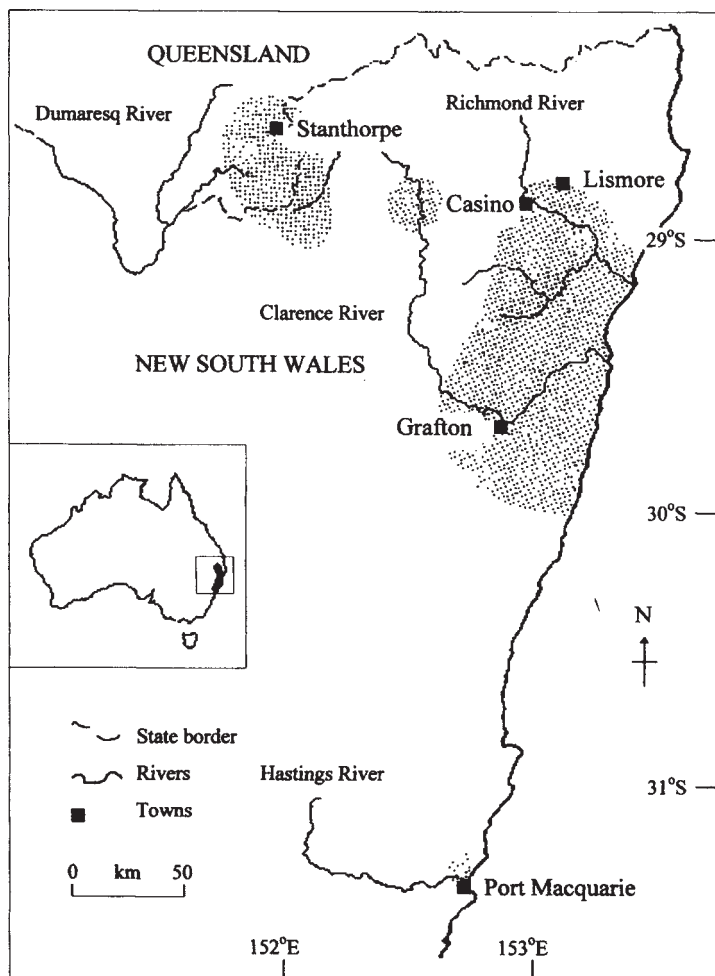 QUEENSLAND
Dumaresq River
Richmond River
Stanthorpe
Lismore
Casino
29°S
Clarence River
NEW SOUTH WALES
Grafton
30°S
N
State border
Rivers
Hastings River
31°S
Towns
0 km 50
Port Macquarie
152°E
153°E